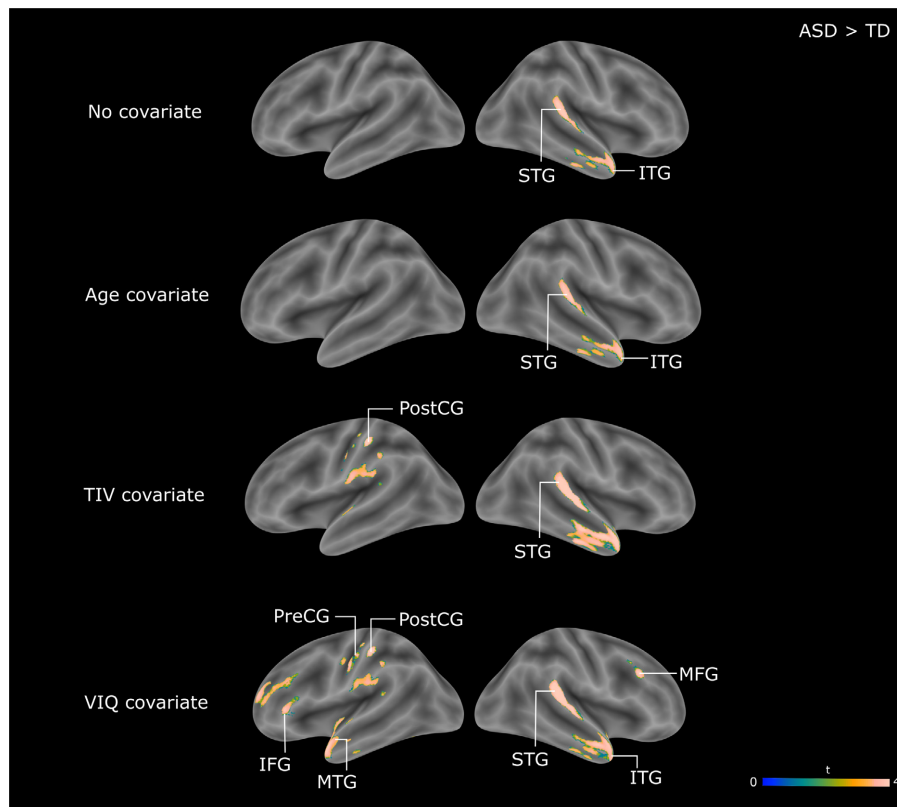 ASD > TD
No covariate
STG
ITG
Age covariate
STG
ITG
PostCG
TIV covariate
STG
PreCG
PostCG
MFG
VIQ covariate
STG
IFG
MTG
ITG
t
0
4